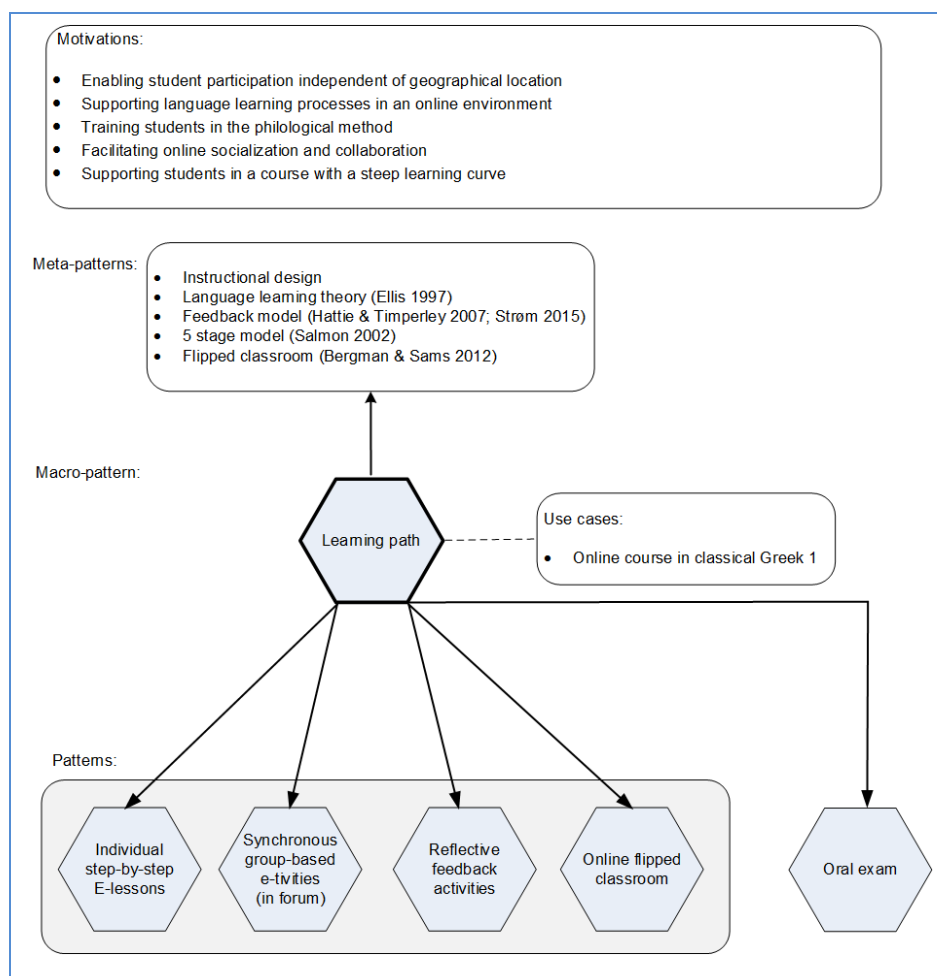 Motivations:
• Enabling student participation independent of geographical location
• Supporting language learning processes in an online environment
• Training students in the philological method
• Facilitating online socialization and collaboration
• Supporting students in a course with a steep learning curve
Meta-patterns:
• Instructional design
• Language learning theory (Ellis 1997)
• Feedback model (Hattie & Timperley 2007; Strøm 2015)
• 5 stage model (Salmon 2002)
• Flipped classroom (Bergman & Sams 2012)
Macro-pattern:
Learning path
Use cases:
• Online course in classical Greek 1
Patterns:
Individual
step-by-step
E-lessons
Synchronous
group-based
e-tivities
(in forum)
Reflective
feedback
activities
Online flipped
classroom
Oral exam